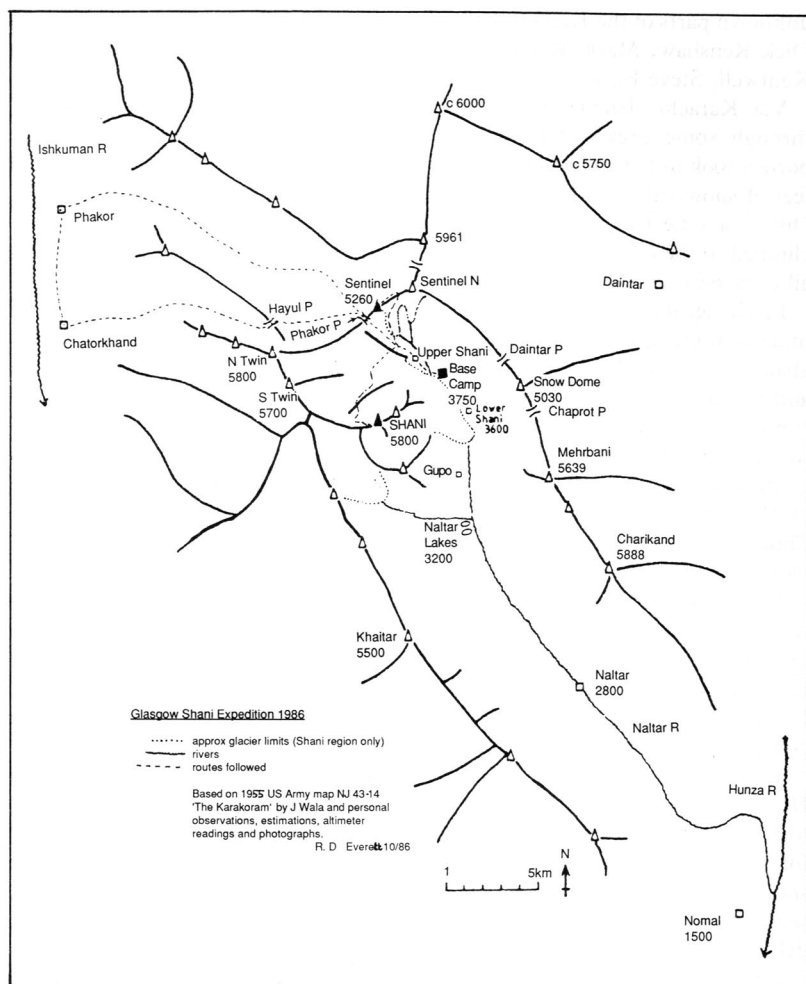 c 6000
Ishkuman R
c 5750
Phakor
5961
Sentinel
5260
Sentinel N
Daintar
Hayul P
Phakor P
Chatorkhand
Upper Shani
Daintar P
N Twin
5800
Base
Camp
3750
Snow Dome
5030
S Twin
5700
Lower
Shani
3600
Chaprot P
SHANI
5800
Mehrbani
5639
Gupo
Naltar
Lakes
3200
Charikand
5888
Khaitar
5500
Naltar
2800
Glasgow Shani Expedition 1986
Naltar R
approx glacier limits (Shani region only)
rivers
routes followed
Hunza R
Based on 1955 US Army map NJ 43-14
'The Karakoram' by J Wala and personal
observations, estimations, altimeter
readings and photographs.
R. D Everett 10/86
1 5km
N
Nomal
1500